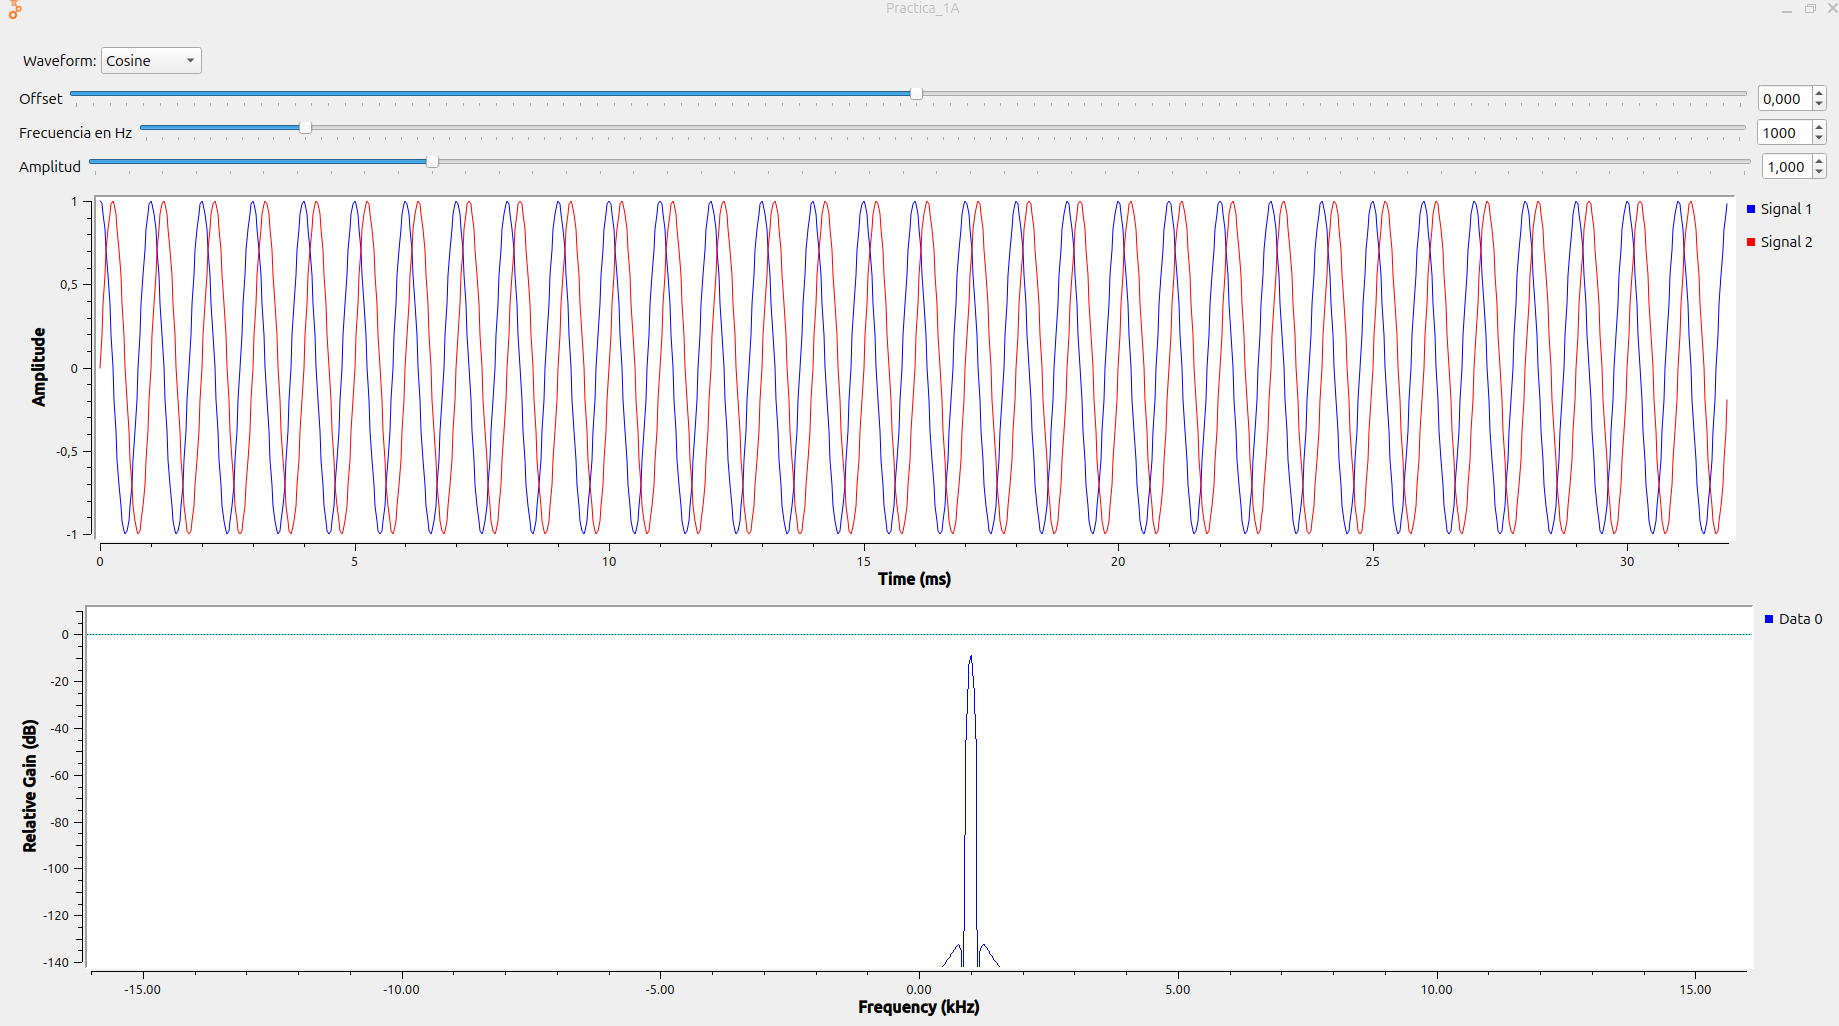 Practica_1A
Waveform: Cosine
Offset 0,000
Frecuencia en Hz 1000
Amplitud 1,000
1
0,5
0
-0,5
-1
Amplitude
0 5 10 15 20 25 30
Time (ms)
Signal 1
Signal 2
0
-20
-40
-60
-80
-100
-120
-140
Relative Gain (dB)
-15.00 -10.00 -5.00 0.00 5.00 10.00 15.00
Frequency (kHz)
Data 0